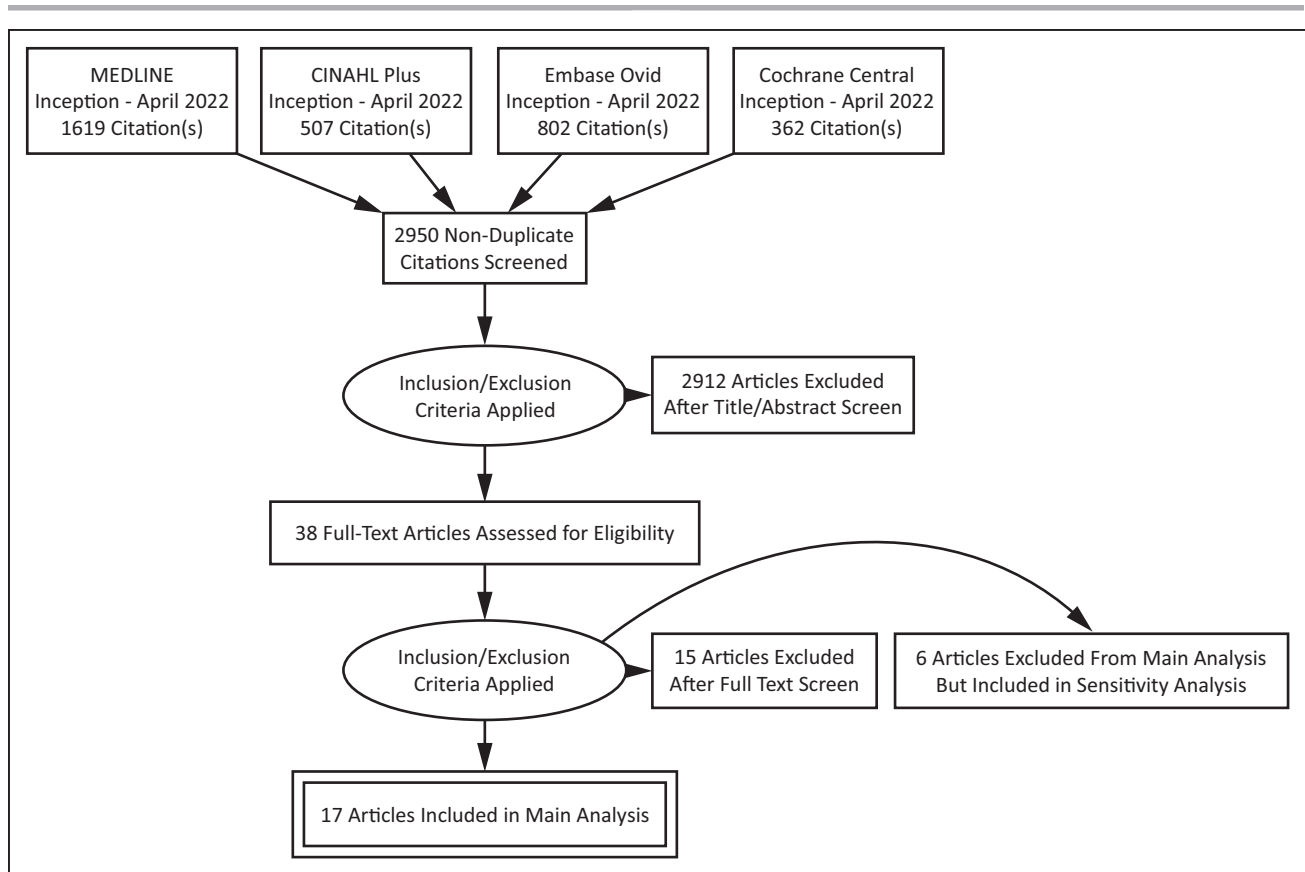 MEDLINE
Inception - April 2022
1619 Citation(s)
CINAHL Plus
Inception - April 2022
507 Citation(s)
Embase Ovid
Inception - April 2022
802 Citation(s)
Cochrane Central
Inception - April 2022
362 Citation(s)
2950 Non-Duplicate
Citations Screened
Inclusion/Exclusion
Criteria Applied
2912 Articles Excluded
After Title/Abstract Screen
38 Full-Text Articles Assessed for Eligibility
Inclusion/Exclusion
Criteria Applied
15 Articles Excluded
After Full Text Screen
6 Articles Excluded From Main Analysis
But Included in Sensitivity Analysis
17 Articles Included in Main Analysis